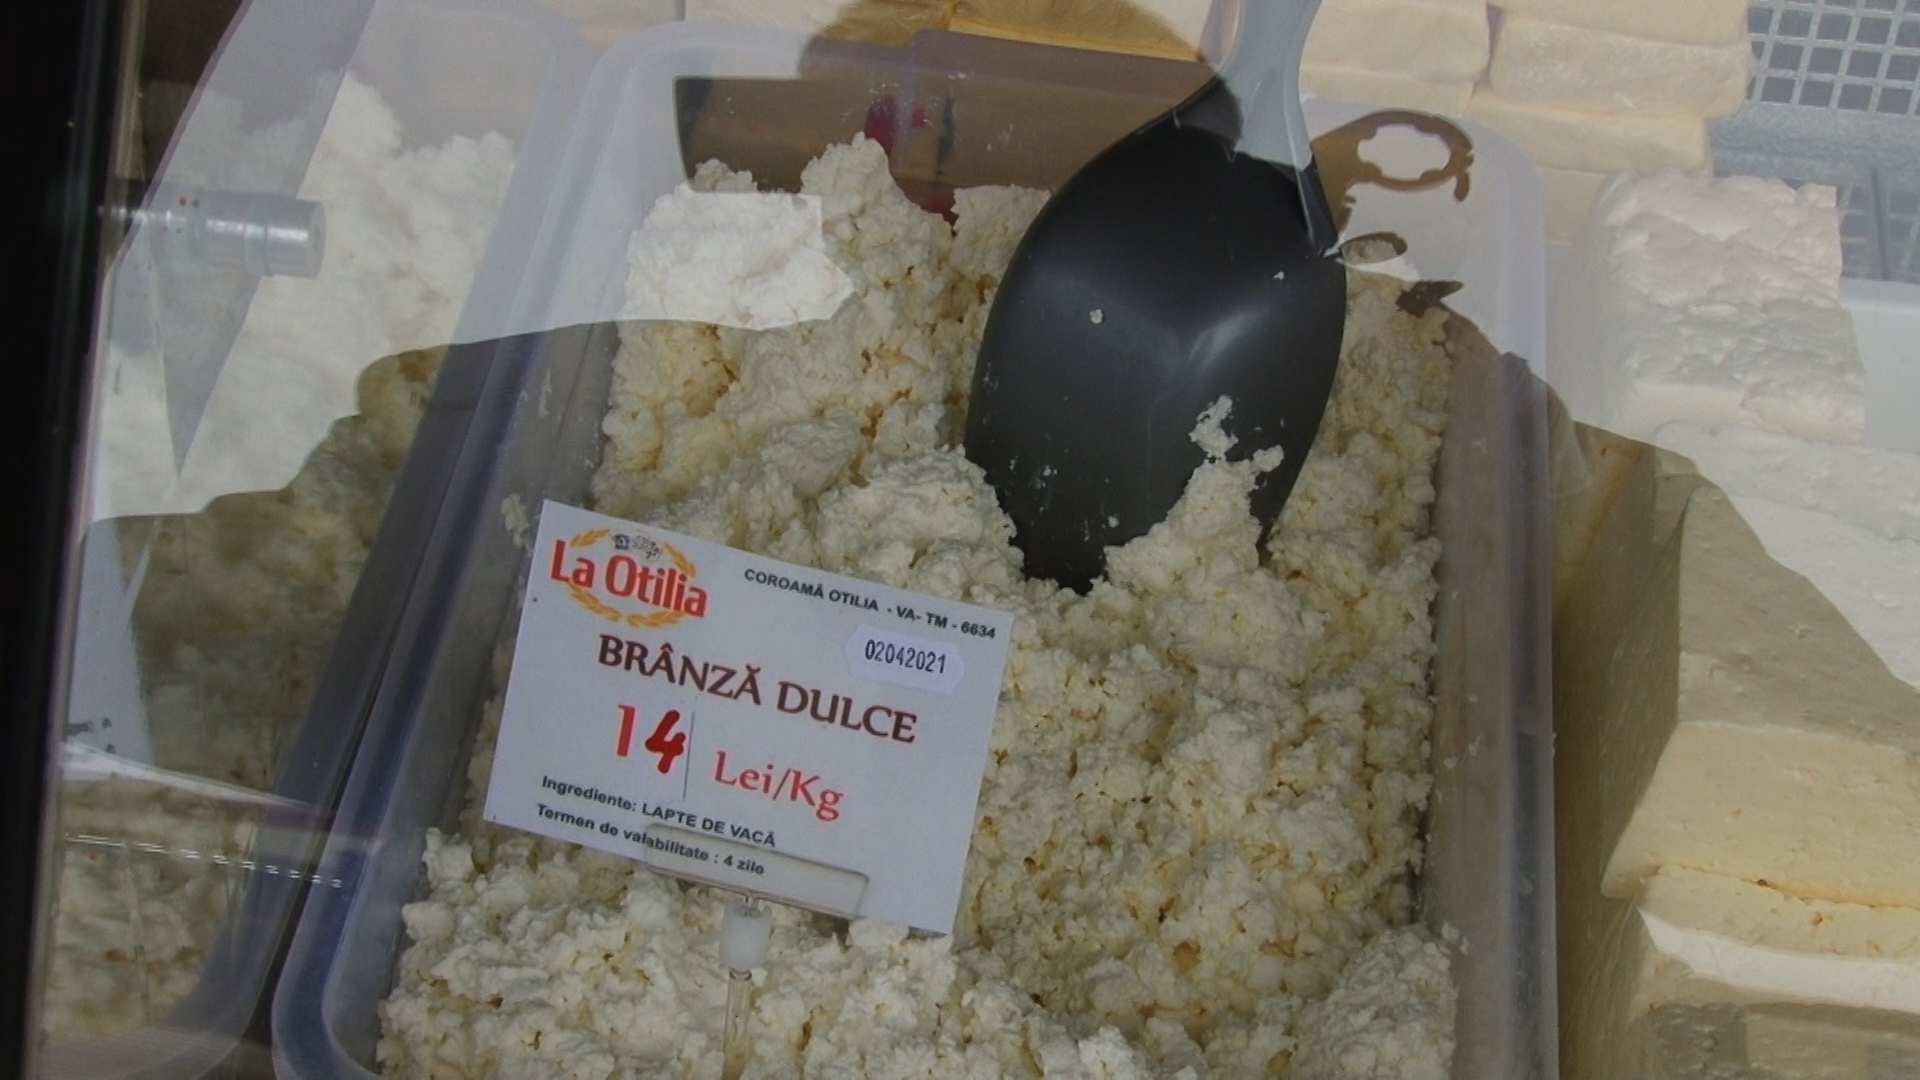 La Otilia
COROAMĂ OTILIA - VA- TM - 6634
02042021
BRÂNZĂ DULCE
14 Lei/Kg
Ingrediente: LAPTE DE VACĂ
Termen de valabilitate : 4 zile